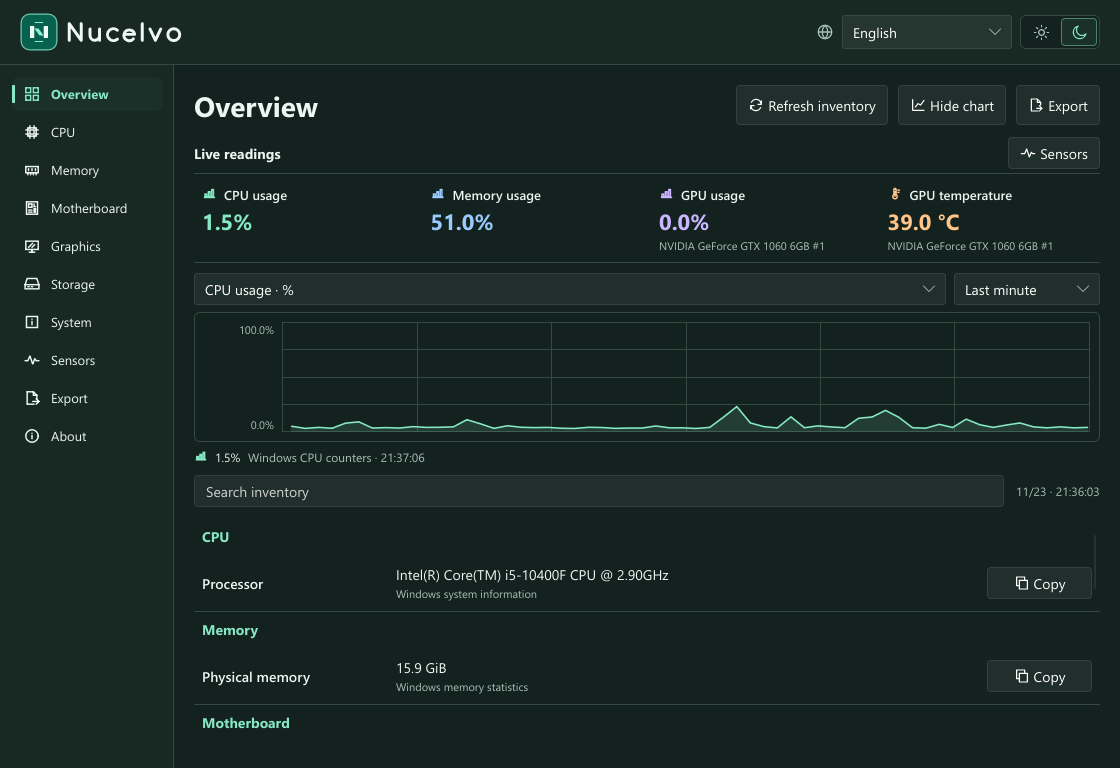 Nucelvo
English
Overview
CPU
Memory
Motherboard
Graphics
Storage
System
Sensors
Export
About
Overview
Refresh inventory
Hide chart
Export
Live readings
Sensors
CPU usage
1.5%
Memory usage
51.0%
GPU usage
0.0%
NVIDIA GeForce GTX 1060 6GB #1
GPU temperature
39.0 °C
NVIDIA GeForce GTX 1060 6GB #1
CPU usage · %
Last minute
100.0%
0.0%
1.5% Windows CPU counters · 21:37:06
Search inventory
11/23 · 21:36:03
CPU
Processor
Intel(R) Core(TM) i5-10400F CPU @ 2.90GHz
Windows system information
Copy
Memory
Physical memory
15.9 GiB
Windows memory statistics
Copy
Motherboard